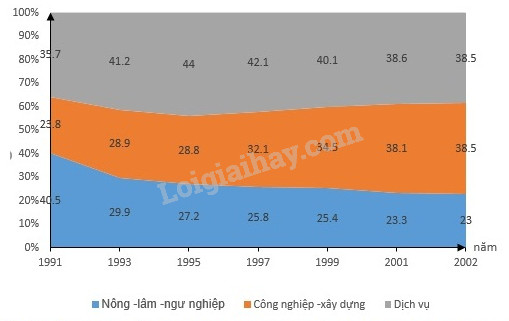 100%
90%
80%
70%
60%
50%
40%
30%
20%
10%
0%
35.7 41.2 44 42.1 40.1 38.6 38.5
23.8 28.9 28.8 32.1 34.5 38.1 38.5
40.5 29.9 27.2 25.8 25.4 23.3 23
Loigiaihay.com
năm
1991 1993 1995 1997 1999 2001 2002
Nông -lâm -ngư nghiệp Công nghiệp -xây dựng Dịch vụ